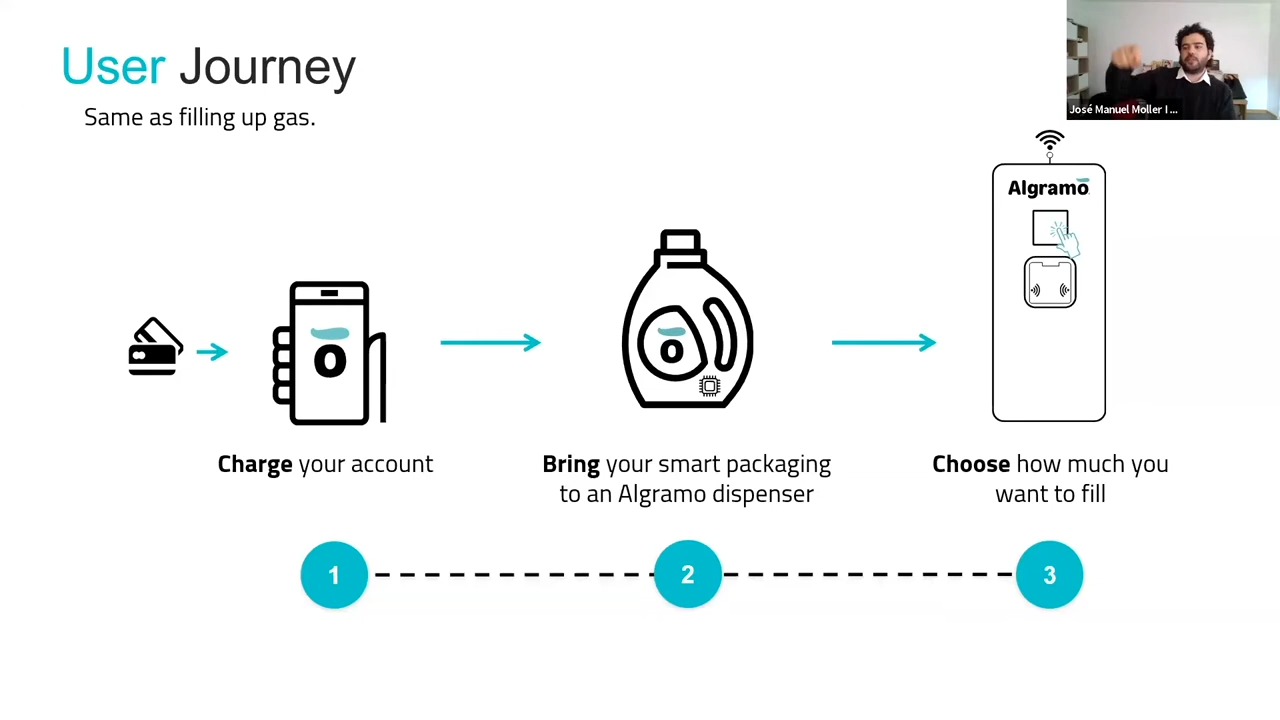 User Journey
Same as filling up gas.
José Manuel Moller I ...
Algramo
Charge your account
Bring your smart packaging
to an Algramo dispenser
Choose how much you
want to fill
1
2
3